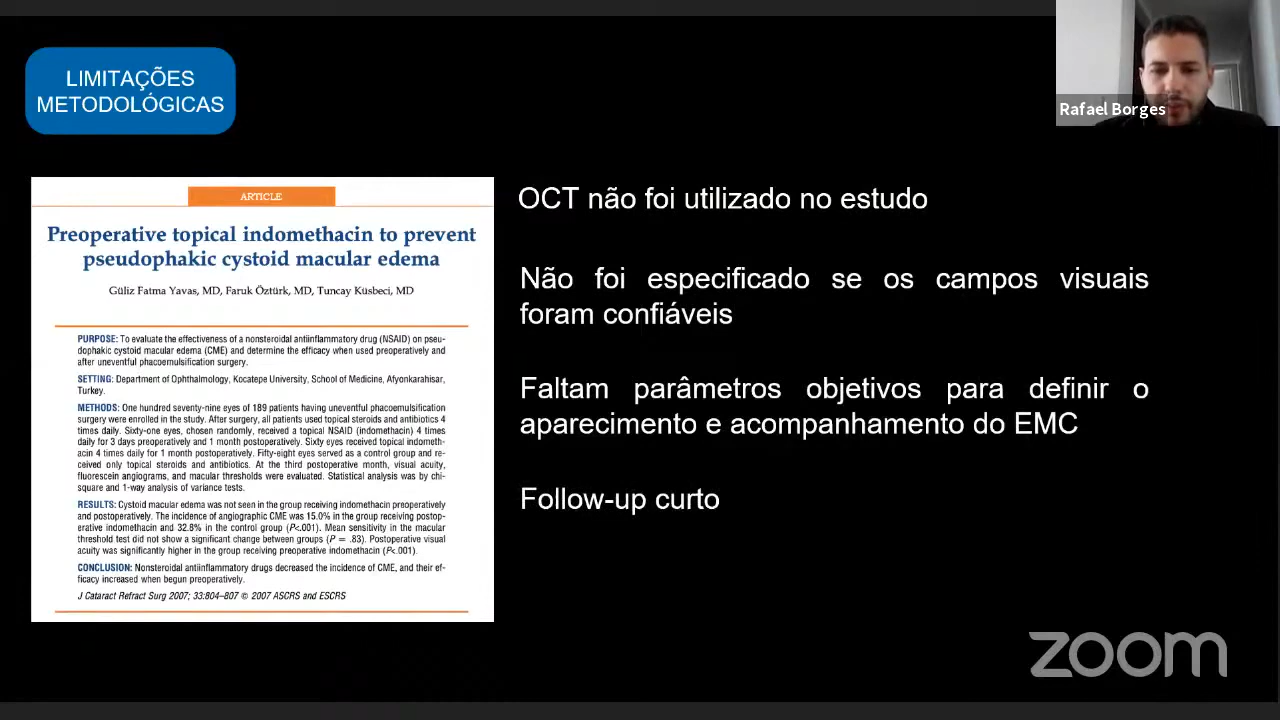 LIMITAÇÕES
METODOLÓGICAS
Rafael Borges
ARTICLE
Preoperative topical indomethacin to prevent
pseudophakic cystoid macular edema
Güliz Fatma Yavas, MD, Faruk Öztürk, MD, Tuncay Küsbeci, MD
PURPOSE: To evaluate the effectiveness of a nonsteroidal antiinflammatory drug (NSAID) on pseu-
dophakic cystoid macular edema (CME) and determine the efficacy when used preoperatively and
after uneventful phacoemulsification surgery.
SETTING: Department of Ophthalmology, Kocatepe University, School of Medicine, Afyonkarahisar,
Turkey.
METHODS: One hundred seventy-nine eyes of 189 patients having uneventful phacoemulsification
surgery were enrolled in the study. After surgery, all patients used topical steroids and antibiotics 4
times daily. Sixty-one eyes, chosen randomly, received a topical NSAID (indomethacin) 4 times
daily for 3 days preoperatively and 1 month postoperatively. Sixty eyes received topical indometh-
acin 4 times daily for 1 month postoperatively. Fifty-eight eyes served as a control group and re-
ceived only topical steroids and antibiotics. At the third postoperative month, visual acuity,
fluorescein angiograms, and macular thresholds were evaluated. Statistical analysis was by chi-
square and 1-way analysis of variance tests.
RESULTS: Cystoid macular edema was not seen in the group receiving indomethacin preoperatively
and postoperatively. The incidence of angiographic CME was 15.0% in the group receiving postop-
erative indomethacin and 32.8% in the control group (P<.001). Mean sensitivity in the macular
threshold test did not show a significant change between groups (P = .83). Postoperative visual
acuity was significantly higher in the group receiving preoperative indomethacin (P<.001).
CONCLUSION: Nonsteroidal antiinflammatory drugs decreased the incidence of CME, and their ef-
ficacy increased when begun preoperatively.
J Cataract Refract Surg 2007; 33:804–807 © 2007 ASCRS and ESCRS
OCT não foi utilizado no estudo
Não foi especificado se os campos visuais
foram confiáveis
Faltam parâmetros objetivos para definir o
aparecimento e acompanhamento do EMC
Follow-up curto
zoom